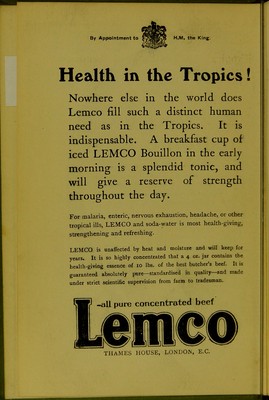 By Appointment to H.M. the King.
Health in the Tropics!
Nowhere else in the world does
Lemco fill such a distinct human
need as in the Tropics. It is
indispensable. A breakfast cup of
iced LEMCO Bouillon in the early
morning is a splendid tonic, and
will give a reserve of strength
throughout the day.
For malaria, enteric, nervous exhaustion, headache, or other
tropical ills, LEMCO and soda-water is most health-giving,
strengthening and refreshing.
LEMCO is unaffected by heat and moisture and will keep for
years. It is so highly concentrated that a 4 oz. jar contains the
health-giving essence of 10 lbs. of the best butcher's beef. It is
guaranteed absolutely pure—standardised in quality—and made
under strict scientific supervision from farm to tradesman.
-all pure concentrated beef
Lemco
THAMES HOUSE, LONDON, E.C.